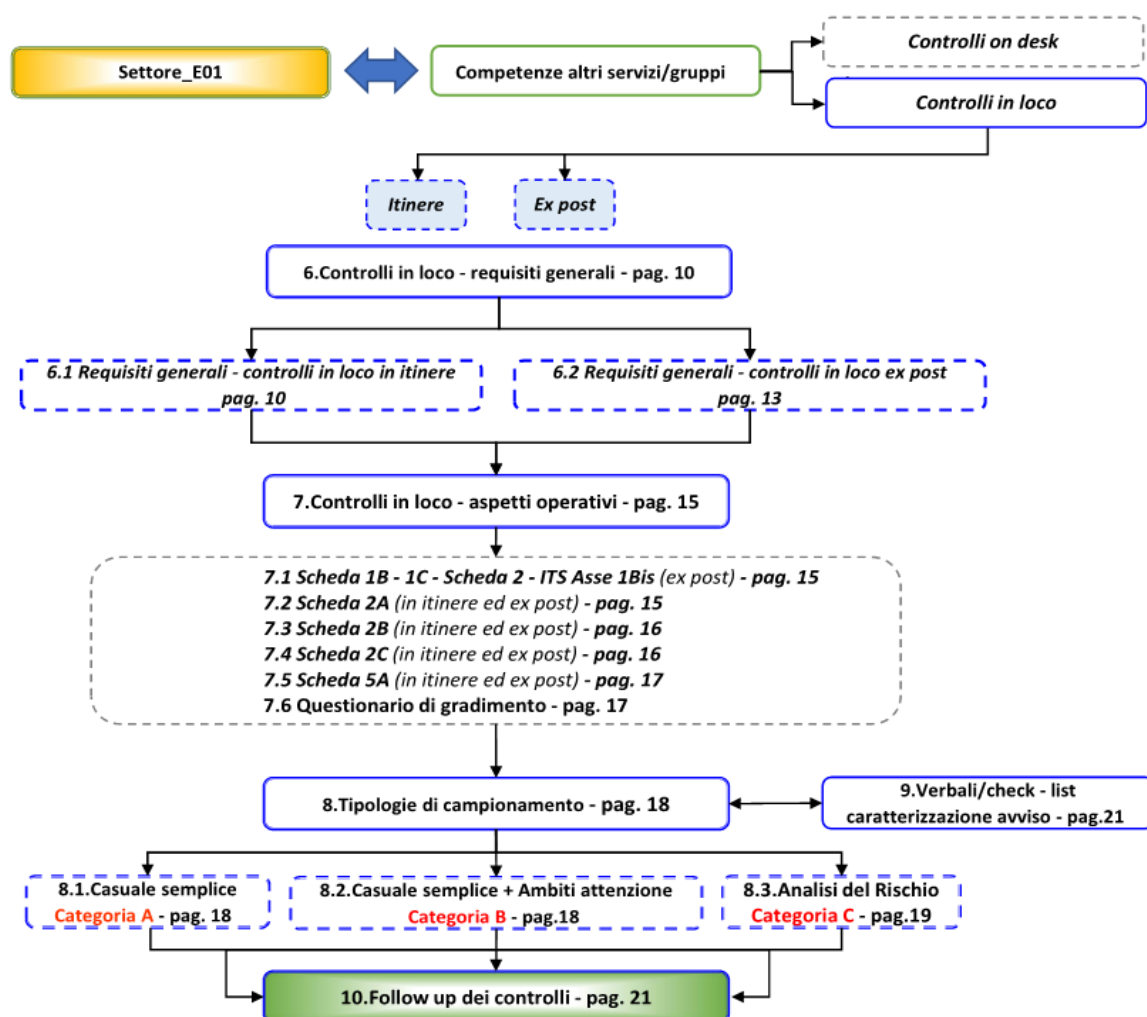 Settore_E01
Competenze altri servizi/gruppi
Controlli on desk
Controlli in loco
Itinere
Ex post
6.Controlli in loco - requisiti generali - pag. 10
6.1 Requisiti generali - controlli in loco in itinere
pag. 10
6.2 Requisiti generali - controlli in loco ex post
pag. 13
7.Controlli in loco - aspetti operativi - pag. 15
7.1 Scheda 1B - 1C - Scheda 2 - ITS Asse 1Bis (ex post) - pag. 15
7.2 Scheda 2A (in itinere ed ex post) - pag. 15
7.3 Scheda 2B (in itinere ed ex post) - pag. 16
7.4 Scheda 2C (in itinere ed ex post) - pag. 16
7.5 Scheda 5A (in itinere ed ex post) - pag. 17
7.6 Questionario di gradimento - pag. 17
8.Tipologie di campionamento - pag. 18
9.Verbali/check - list
caratterizzazione avviso - pag.21
8.1.Casuale semplice
Categoria A - pag. 18
8.2.Casuale semplice + Ambiti attenzione
Categoria B - pag.18
8.3.Analisi del Rischio
Categoria C - pag.19
10.Follow up dei controlli - pag. 21